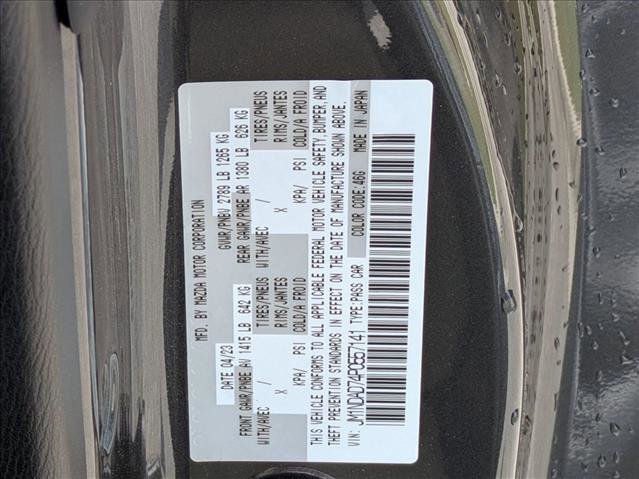 MFD. BY MAZDA MOTOR CORPORATION
DATE 04/23 GVWR/PNBV 2789 LB 1265 KG
FRONT GAWR/PNBE AV 1415 LB 642 KG REAR GAWR/PNBE AR 1380 LB 626 KG
WITH/AVEC / TIRES/PNEUS WITH/AVEC / TIRES/PNEUS
X RIMS/JANTES X RIMS/JANTES
KPA/ PSI COLD/A FROID KPA/ PSI COLD/A FROID
THIS VEHICLE CONFORMS TO ALL APPLICABLE FEDERAL MOTOR VEHICLE SAFETY, BUMPER, AND
THEFT PREVENTION STANDARDS IN EFFECT ON THE DATE OF MANUFACTURE SHOWN ABOVE.
VIN: JM1NDAD74P0557141 TYPE:PASS CAR COLOR CODE:46G MADE IN JAPAN